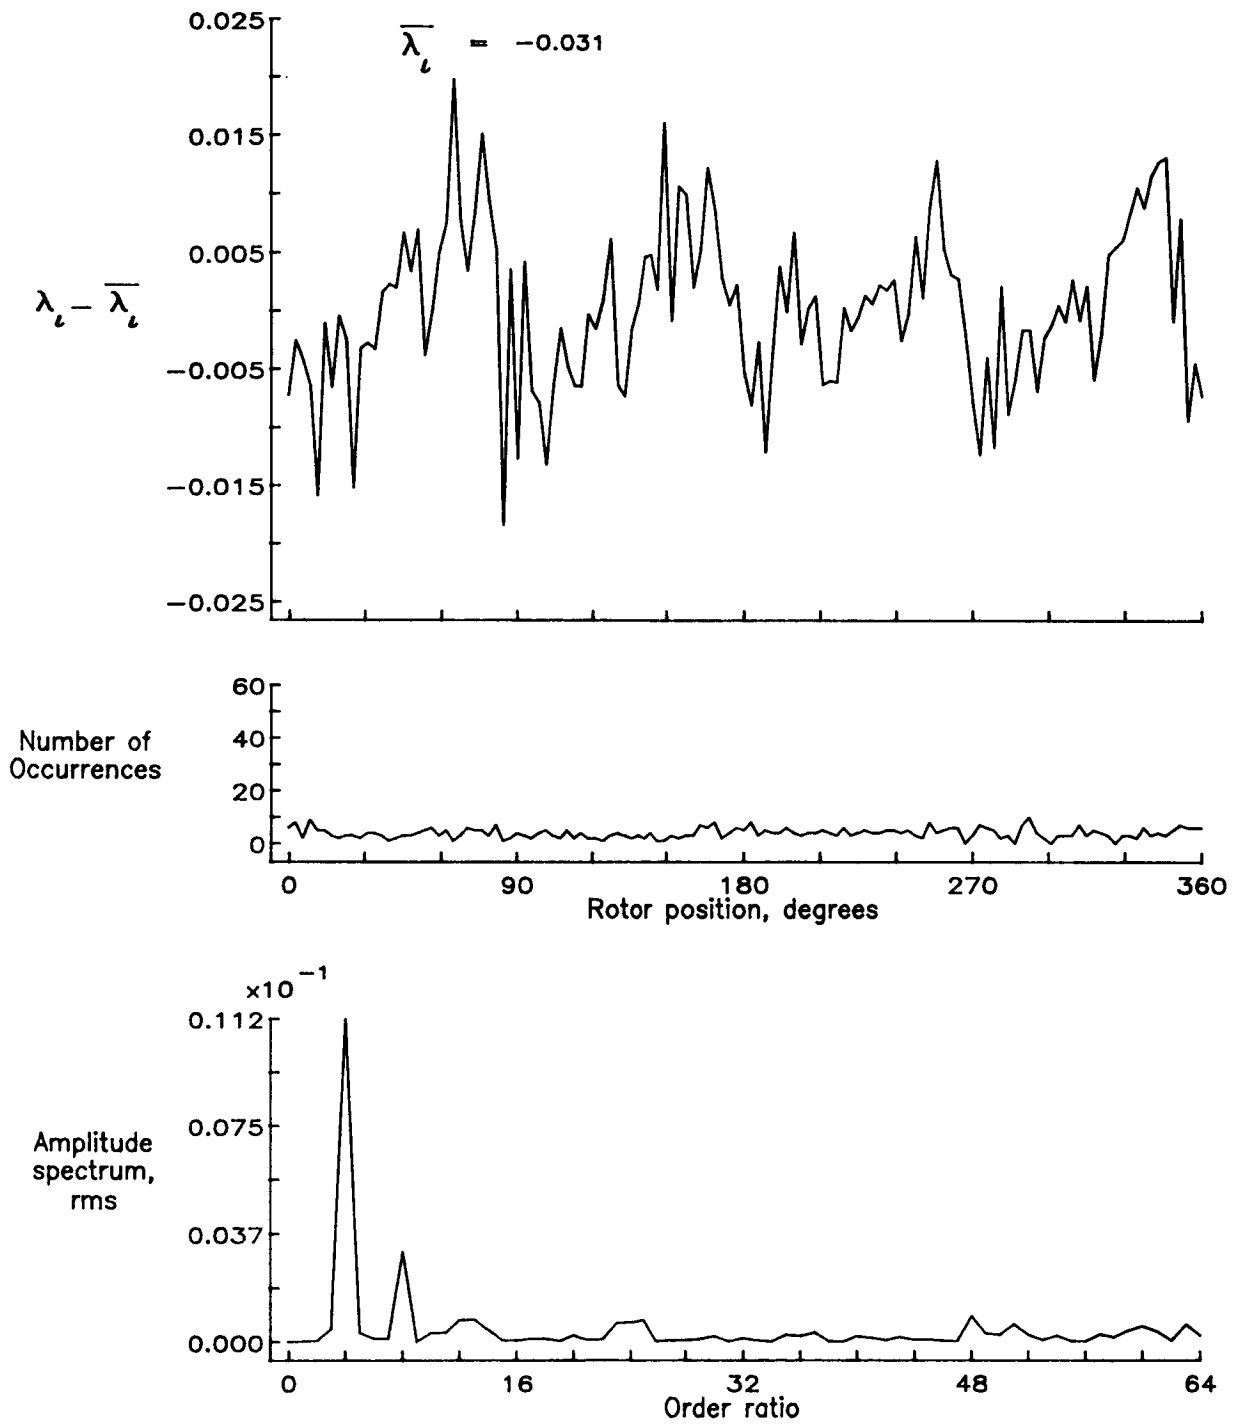 0.025
λ̅ι = −0.031
0.015
0.005
λι − λ̅ι
−0.005
−0.015
−0.025
60
Number of
Occurrences
40
20
0
0 90 180 270 360
Rotor position, degrees
×10⁻¹
0.112
0.075
Amplitude
spectrum,
rms
0.037
0.000
0 16 32 48 64
Order ratio